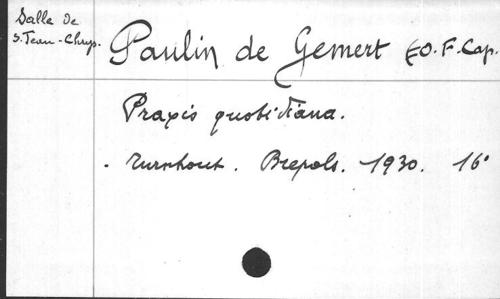 Salle de
S. Jean-Chrys.
Paulin de Gemert O.F.Cap.
Praxis quotidiana.
Turnhout. Brepols. 1930. 16°